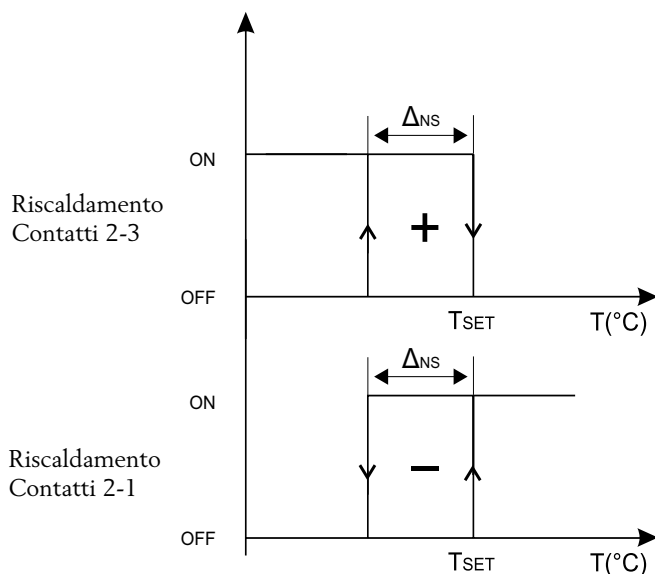 ΔNS
ON
Riscaldamento
Contatti 2-3
+
OFF
TSET
T(°C)
ΔNS
ON
Riscaldamento
Contatti 2-1
−
OFF
TSET
T(°C)